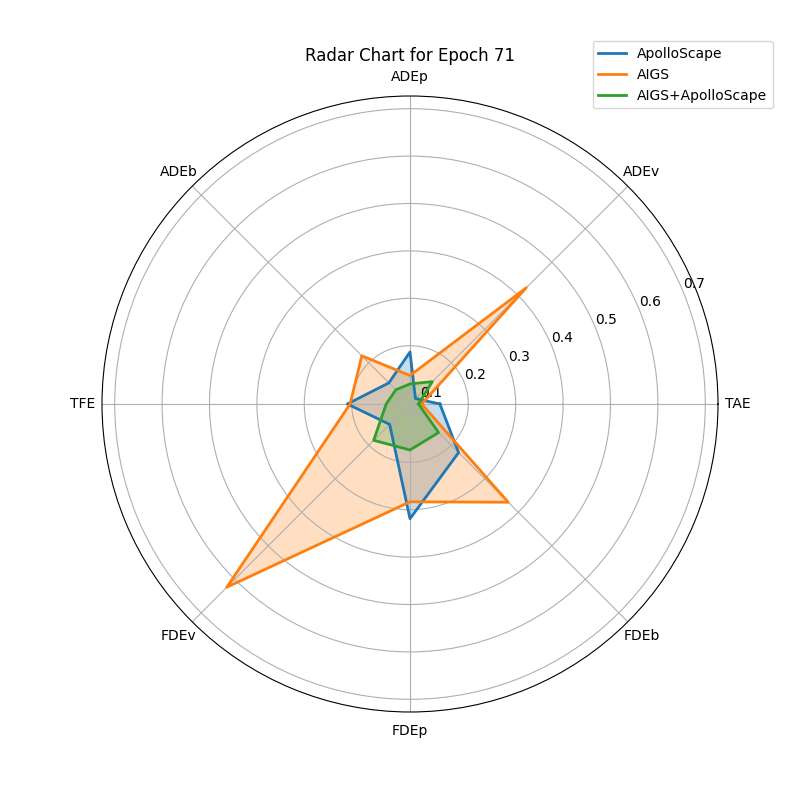 Radar Chart for Epoch 71
ApolloScape
AIGS
AIGS+ApolloScape
ADEp
ADEb
ADEv
0.7
0.6
0.5
0.4
0.3
0.2
0.1
TFE
TAE
FDEv
FDEb
FDEp